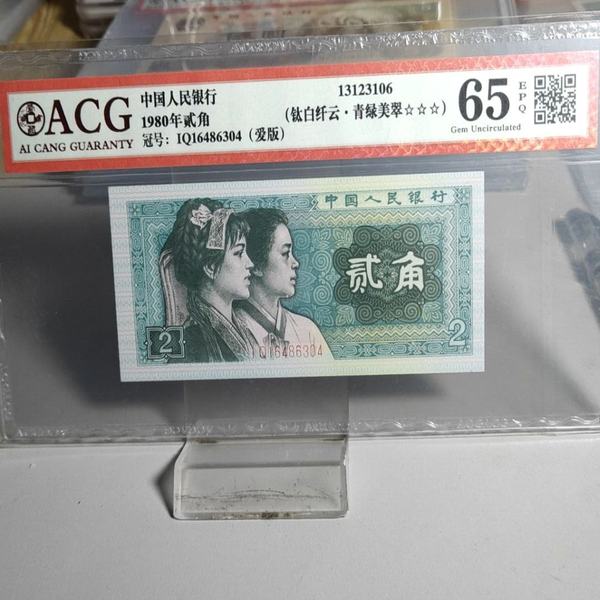 ACG
AI CANG GUARANTY
中国人民银行
1980年贰角
冠号: IQ16486304 (爱版)
13123106
(钛白纤云·青绿美翠☆☆☆)
65
EPQ
Gem Uncirculated
中国人民银行
贰角
2
IQ16486304
2